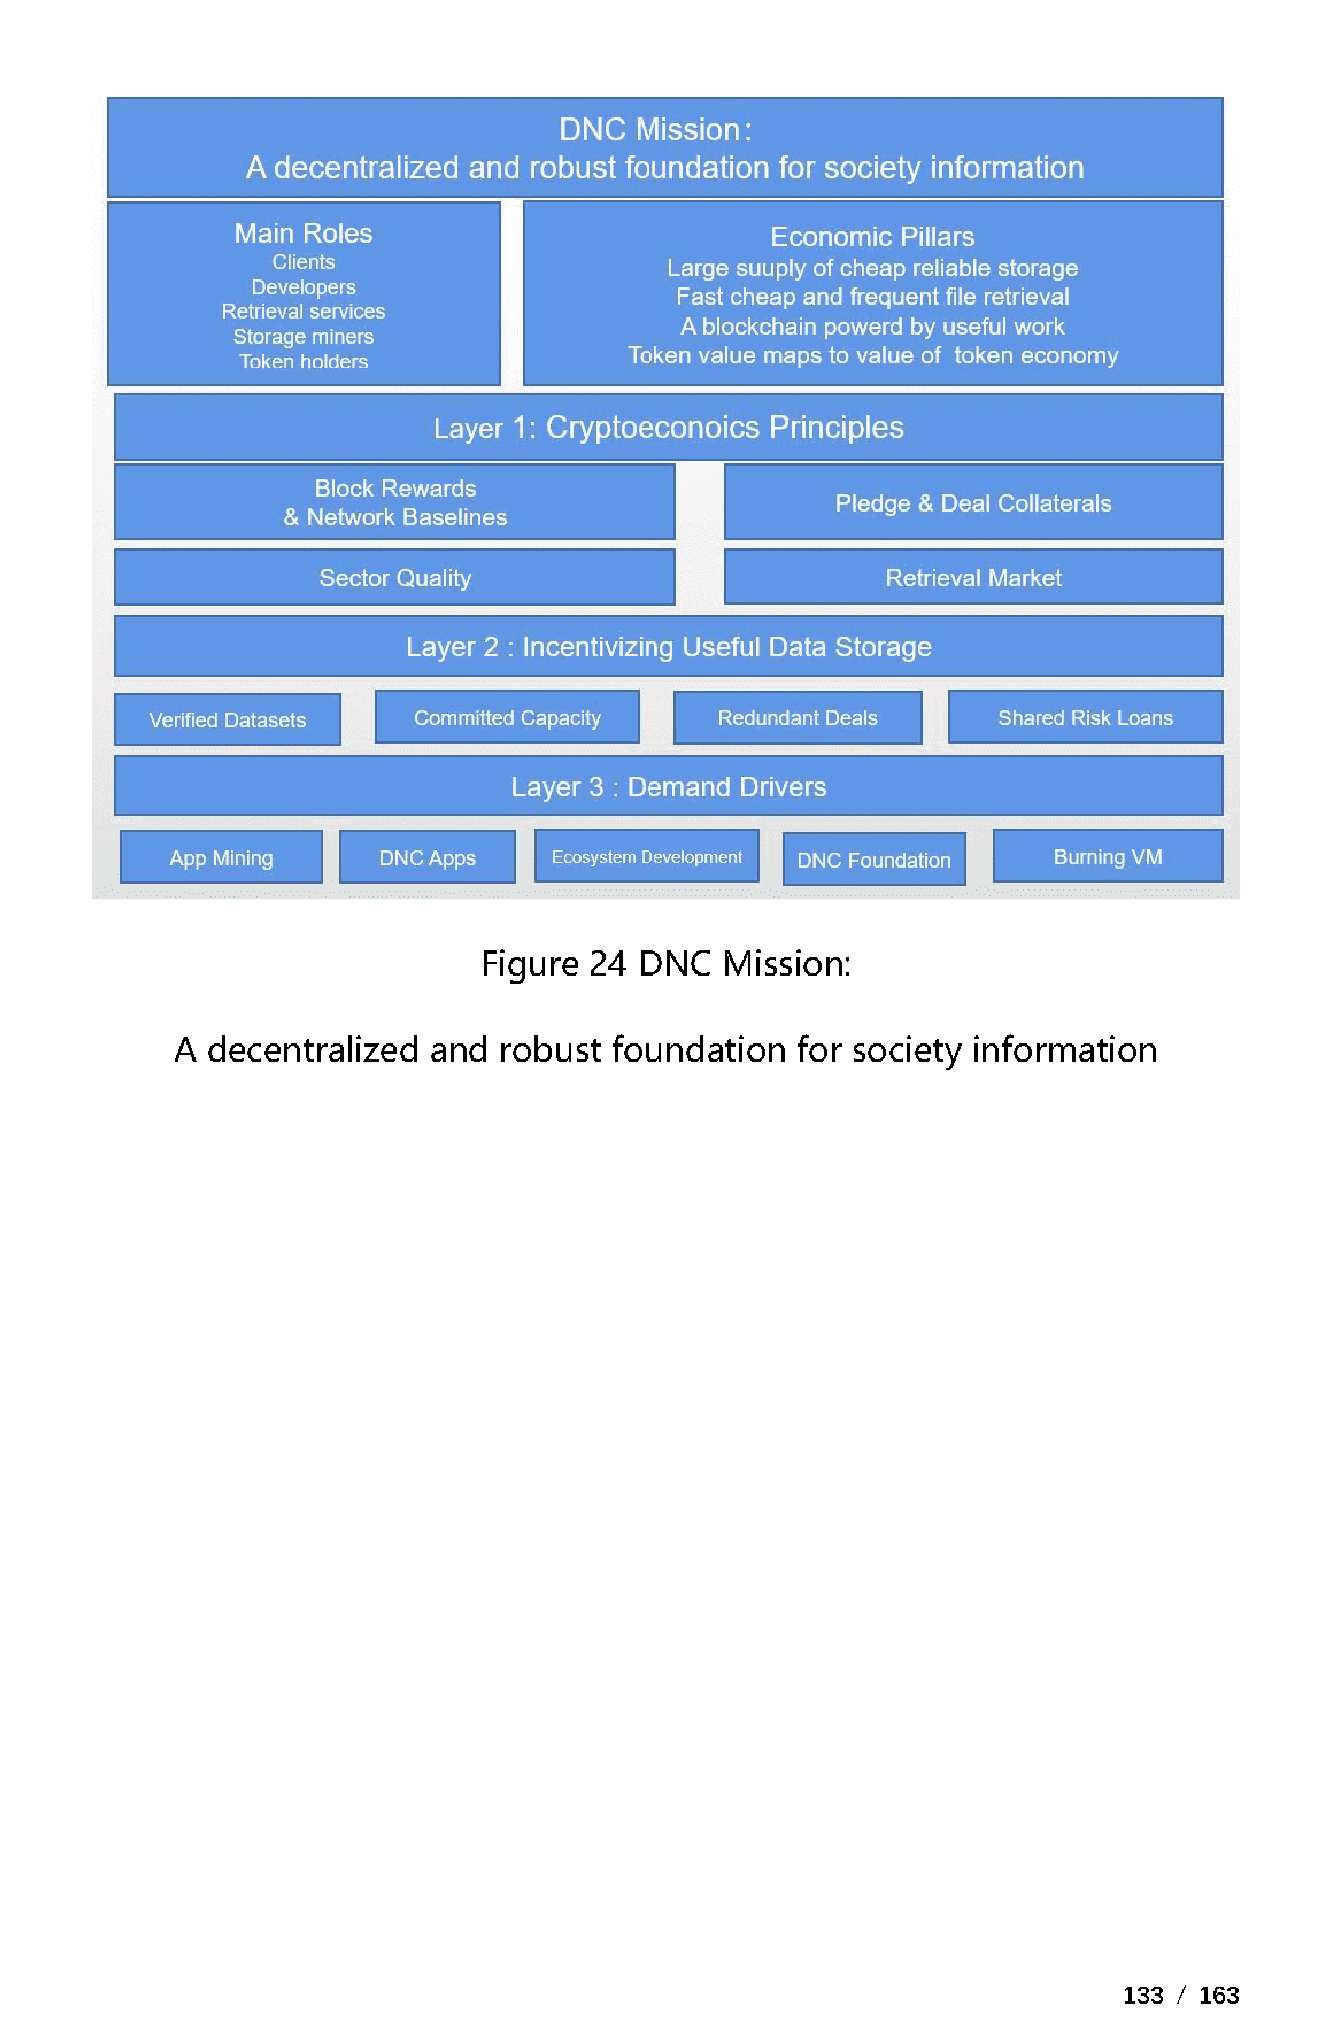 DNC Mission:
A decentralized and robust foundation for society information
Main Roles
Clients
Developers
Retrieval services
Storage miners
Token holders
Economic Pillars
Large suuply of cheap reliable storage
Fast cheap and frequent file retrieval
A blockchain powerd by useful work
Token value maps to value of token economy
Layer 1: Cryptoeconoics Principles
Block Rewards
& Network Baselines
Pledge & Deal Collaterals
Sector Quality
Retrieval Market
Layer 2 : Incentivizing Useful Data Storage
Verified Datasets
Committed Capacity
Redundant Deals
Shared Risk Loans
Layer 3 : Demand Drivers
App Mining
DNC Apps
Ecosystem Development
DNC Foundation
Burning VM
Figure 24 DNC Mission:
A decentralized and robust foundation for society information
133 / 163